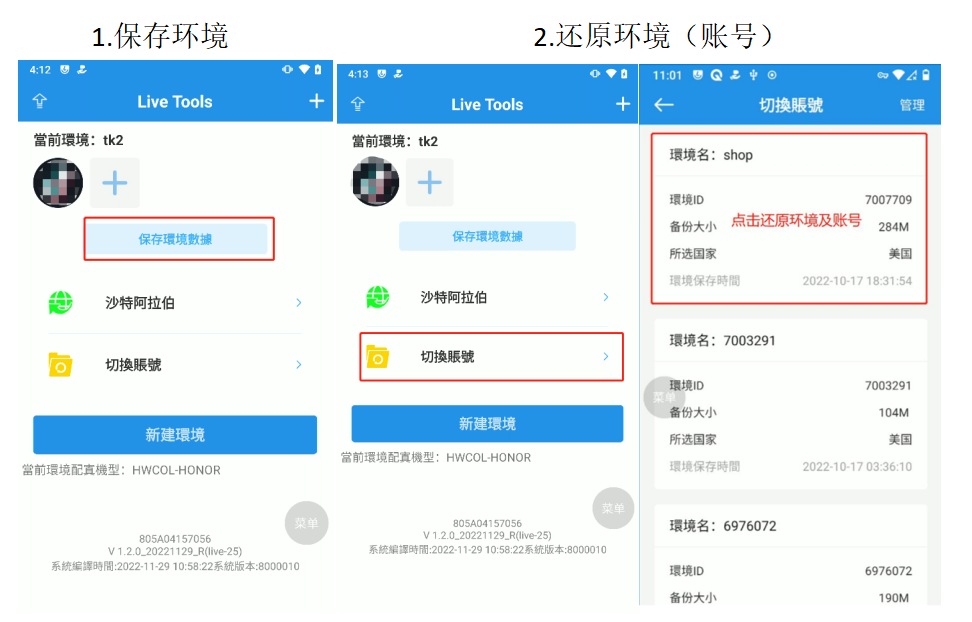 1.保存环境
2.还原环境（账号）
4:12
Live Tools
當前環境：tk2
保存環境數據
沙特阿拉伯
切換賬號
新建環境
當前環境配真機型：HWCOL-HONOR
菜单
805A04157056
V 1.2.0_20221129_R(live-25)
系統編譯時間:2022-11-29 10:58:22系統版本:8000010
4:13
Live Tools
當前環境：tk2
保存環境數據
沙特阿拉伯
切換賬號
新建環境
當前環境配真機型：HWCOL-HONOR
菜单
805A04157056
V 1.2.0_20221129_R(live-25)
系統編譯時間:2022-11-29 10:58:22系統版本:8000010
11:01
切換賬號
管理
環境名：shop
環境ID 7007709
备份大小 284M
点击还原环境及账号
所选国家 美国
環境保存時間 2022-10-17 18:31:54
環境名：7003291
環境ID 7003291
菜单
备份大小 104M
所选国家 美国
環境保存時間 2022-10-17 03:36:10
環境名：6976072
環境ID 6976072
备份大小 190M